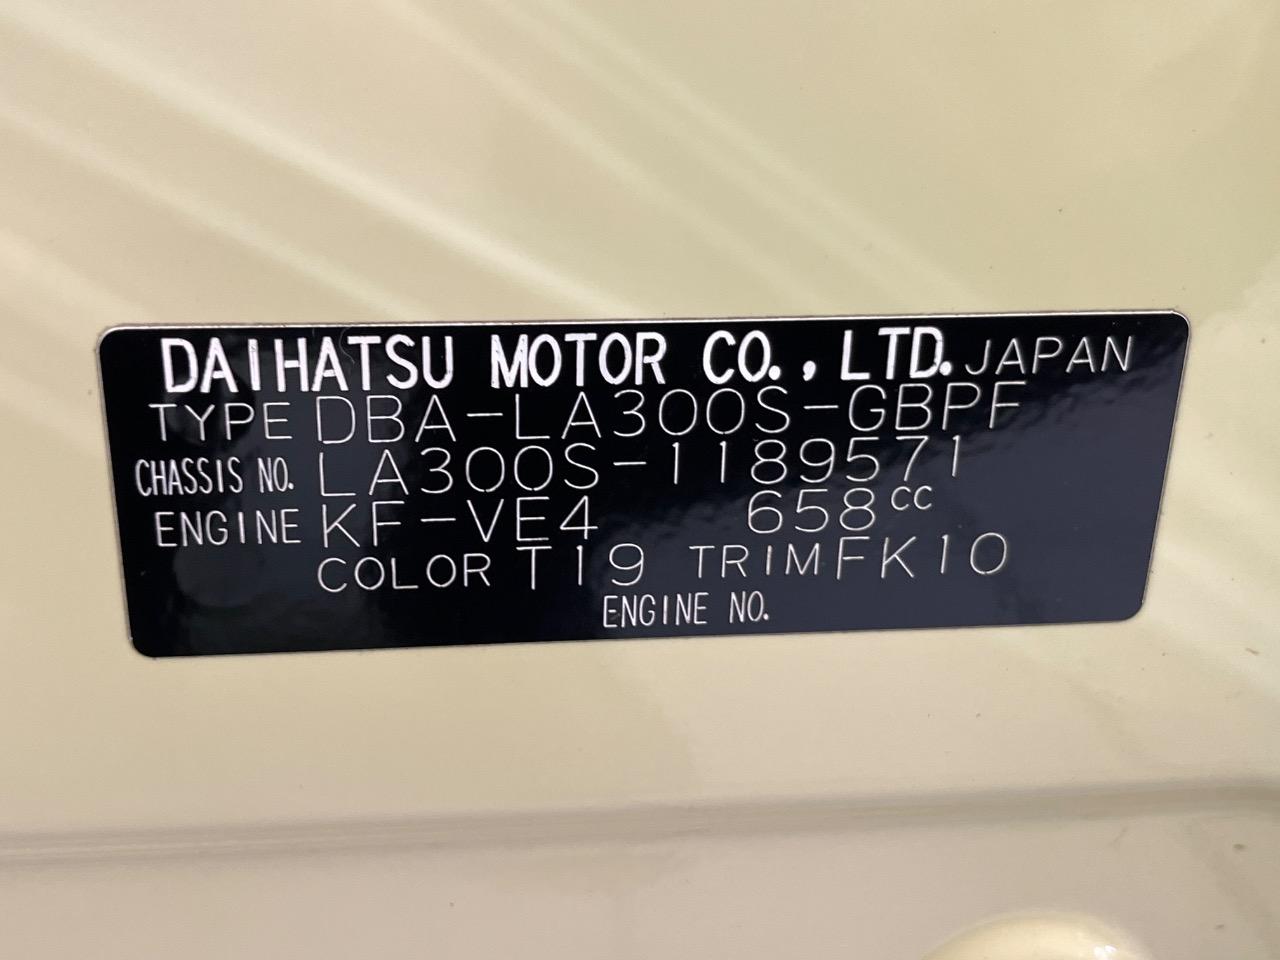 DAIHATSU MOTOR CO., LTD. JAPAN
TYPE DBA-LA300S-GBPF
CHASSIS NO. LA300S-1189571
ENGINE KF-VE4 658cc
COLOR T19 TRIM FK10
ENGINE NO.